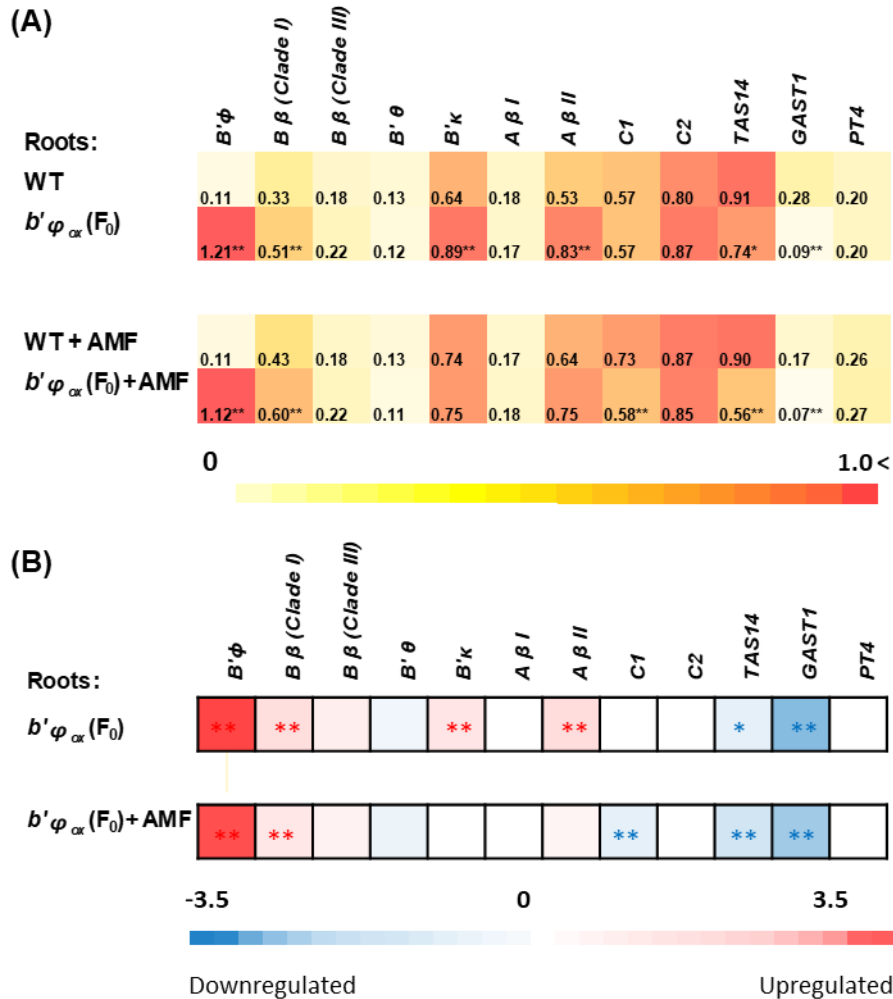 (A)
B'ϕ B β (Clade I) B β (Clade III) B' θ B'κ A β I A β II C1 C2 TAS14 GAST1 PT4
Roots:
WT 0.11 0.33 0.18 0.13 0.64 0.18 0.53 0.57 0.80 0.91 0.28 0.20
b'φ ox (F0) 1.21** 0.51** 0.22 0.12 0.89** 0.17 0.83** 0.57 0.87 0.74* 0.09** 0.20
WT + AMF 0.11 0.43 0.18 0.13 0.74 0.17 0.64 0.73 0.87 0.90 0.17 0.26
b'φ ox (F0) + AMF 1.12** 0.60** 0.22 0.11 0.75 0.18 0.75 0.58** 0.85 0.56** 0.07** 0.27
0 1.0 <
(B)
B'ϕ B β (Clade I) B β (Clade III) B' θ B'κ A β I A β II C1 C2 TAS14 GAST1 PT4
Roots:
b'φ ox (F0) ** ** ** ** * **
b'φ ox (F0) + AMF ** ** ** ** **
-3.5 0 3.5
Downregulated Upregulated